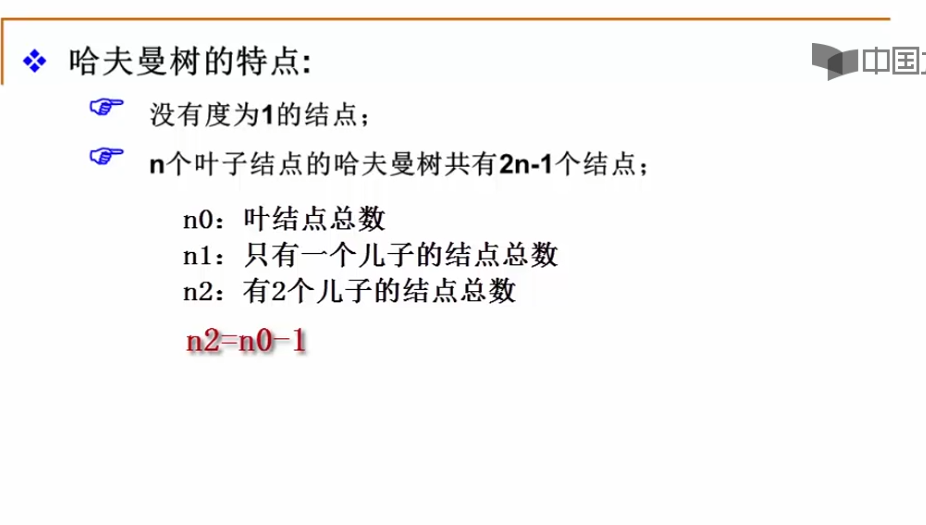 哈夫曼树的特点:
中国
没有度为1的结点；
n个叶子结点的哈夫曼树共有2n-1个结点；
n0：叶结点总数
n1：只有一个儿子的结点总数
n2：有2个儿子的结点总数
n2=n0-1